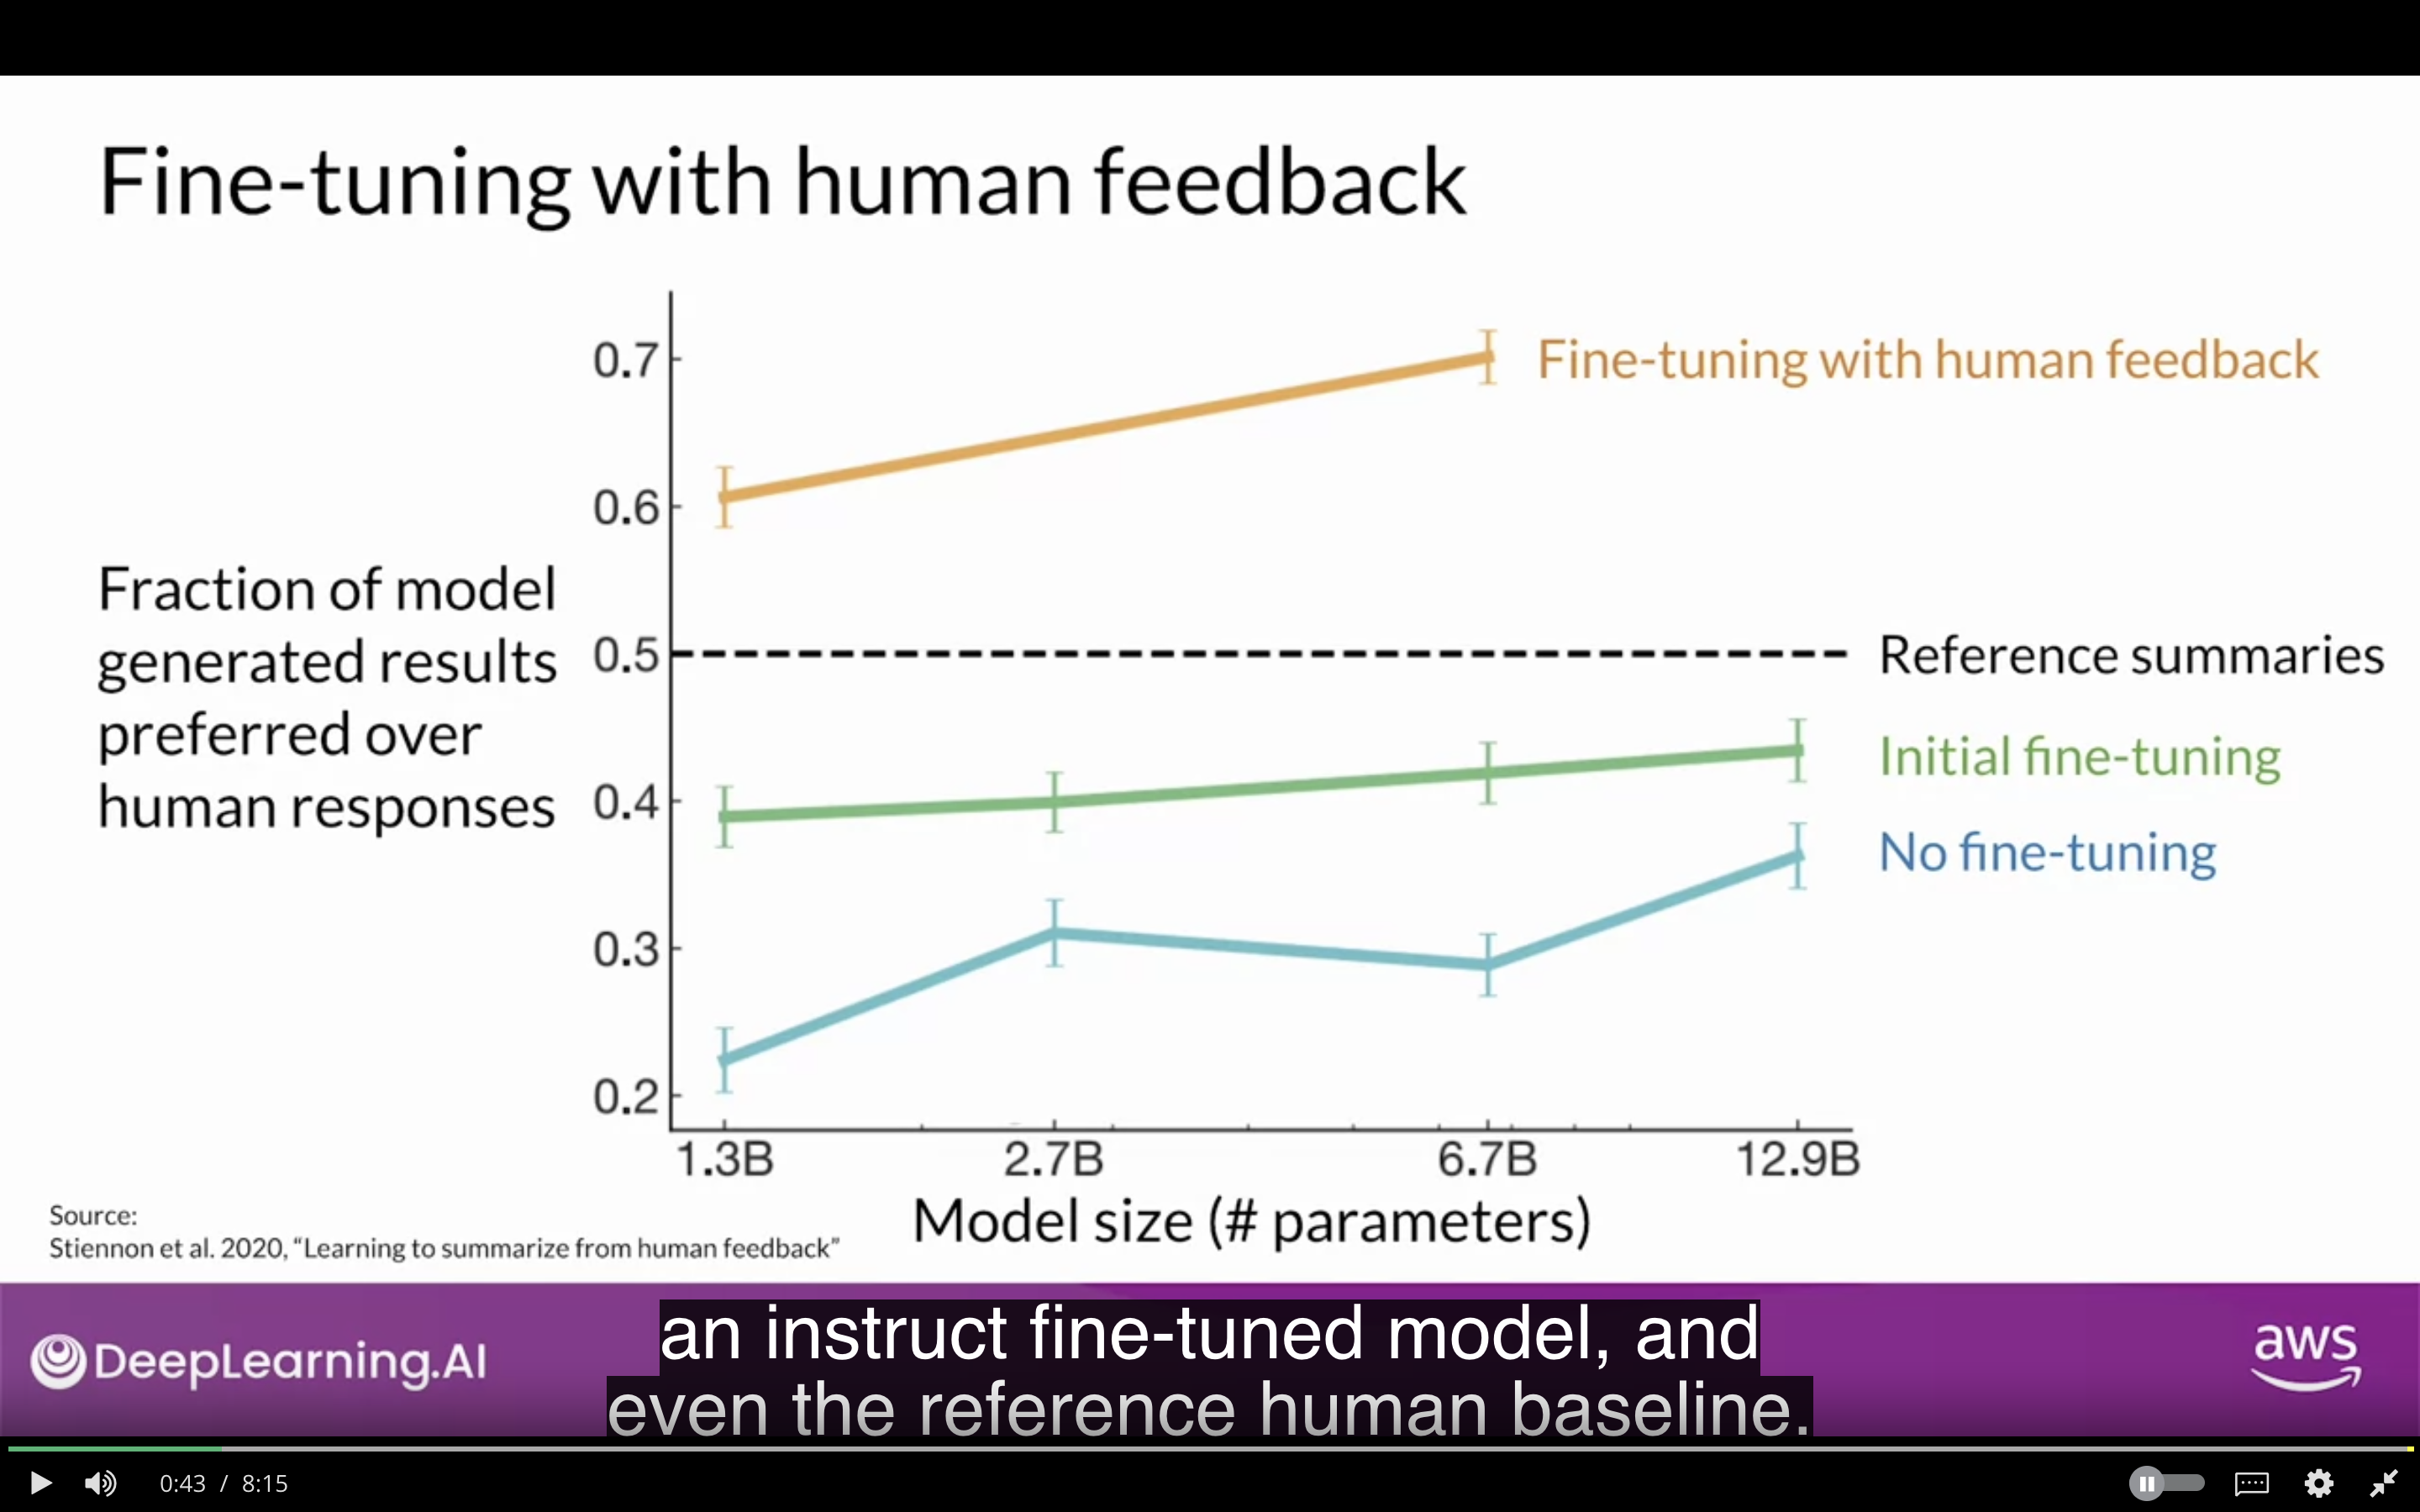 Fine-tuning with human feedback
0.7
Fine-tuning with human feedback
0.6
Fraction of model
generated results
preferred over
human responses
0.5
Reference summaries
Initial fine-tuning
0.4
No fine-tuning
0.3
0.2
1.3B 2.7B 6.7B 12.9B
Model size (# parameters)
Source:
Stiennon et al. 2020, “Learning to summarize from human feedback”
DeepLearning.AI
an instruct fine-tuned model, and
even the reference human baseline.
aws
0:43 / 8:15